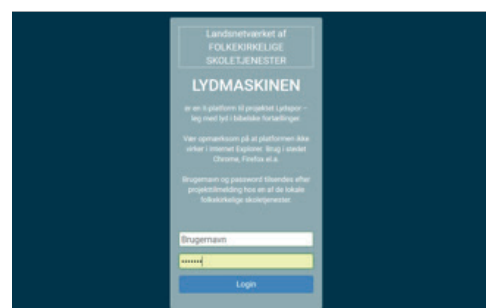 Landsnetværket af
FOLKEKIRKELIGE
SKOLETJENESTER
LYDMASKINEN
er en it-platform til projektet Lydspor –
leg med lyd i bibelske fortællinger.
Vær opmærksom på at platformen ikke
virker i Internet Explorer. Brug i stedet
Chrome, Firefox el.a.
Brugernavn og password tilsendes efter
projekttilmelding hos en af de lokale
folkekirkelige skoletjenester.
Brugernavn
Login